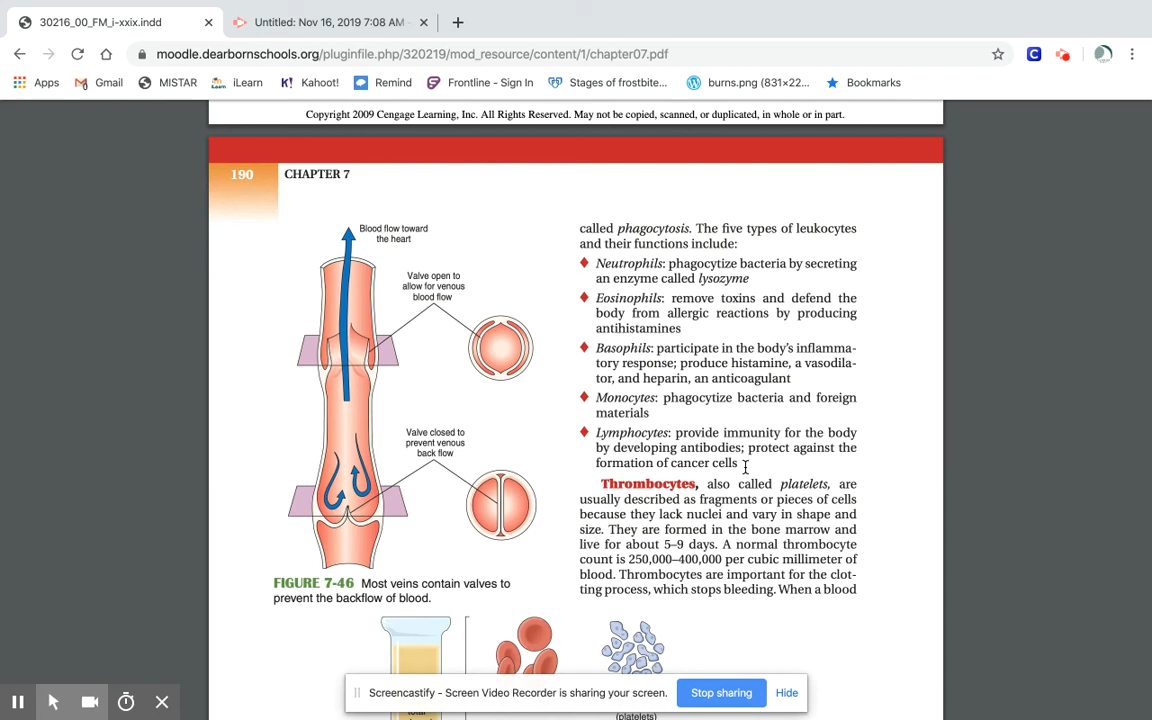 30216_00_FM_i-xxix.indd
Untitled: Nov 16, 2019 7:08 AM -
moodle.dearbornschools.org/pluginfile.php/320219/mod_resource/content/1/chapter07.pdf
Apps Gmail MISTAR iLearn Kahoot! Remind Frontline - Sign In Stages of frostbite... burns.png (831×22... Bookmarks
Copyright 2009 Cengage Learning, Inc. All Rights Reserved. May not be copied, scanned, or duplicated, in whole or in part.
190 CHAPTER 7
Blood flow toward
the heart
Valve open to
allow for venous
blood flow
Valve closed to
prevent venous
back flow
FIGURE 7-46 Most veins contain valves to
prevent the backflow of blood.
called phagocytosis. The five types of leukocytes
and their functions include:
♦ Neutrophils: phagocytize bacteria by secreting
an enzyme called lysozyme
♦ Eosinophils: remove toxins and defend the
body from allergic reactions by producing
antihistamines
♦ Basophils: participate in the body's inflamma-
tory response; produce histamine, a vasodila-
tor, and heparin, an anticoagulant
♦ Monocytes: phagocytize bacteria and foreign
materials
♦ Lymphocytes: provide immunity for the body
by developing antibodies; protect against the
formation of cancer cells
Thrombocytes, also called platelets, are
usually described as fragments or pieces of cells
because they lack nuclei and vary in shape and
size. They are formed in the bone marrow and
live for about 5–9 days. A normal thrombocyte
count is 250,000–400,000 per cubic millimeter of
blood. Thrombocytes are important for the clot-
ting process, which stops bleeding. When a blood
Screencastify - Screen Video Recorder is sharing your screen.
Stop sharing
Hide
total
(platelets)